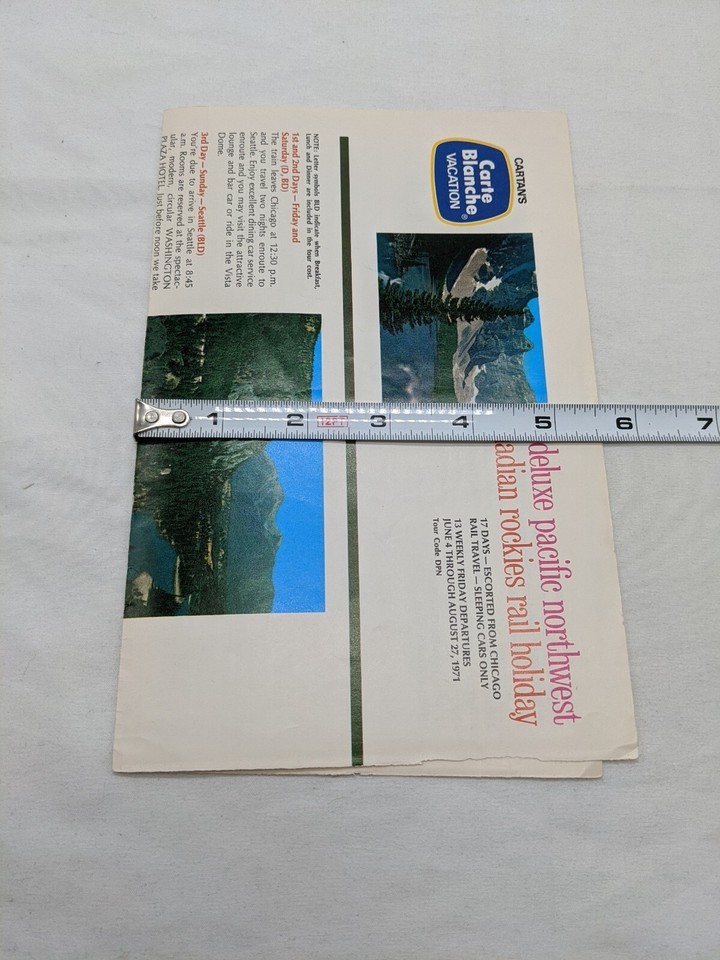 CARTAN'S
Carte
Blanche
VACATION®
deluxe pacific northwest
adian rockies rail holiday
17 DAYS — ESCORTED FROM CHICAGO
RAIL TRAVEL — SLEEPING CARS ONLY
13 WEEKLY FRIDAY DEPARTURES
JUNE 4 THROUGH AUGUST 27, 1971
Tour Code DPN
NOTE: Letter symbols BLD indicate when Breakfast,
Lunch and Dinner are included in the tour cost.
1st and 2nd Days — Friday and
Saturday (D, BD)
The train leaves Chicago at 12:30 p.m.
and you travel two nights enroute to
Seattle. Enjoy excellent dining car service
enroute and you may visit the attractive
lounge and bar car or ride in the Vista
Dome.
3rd Day — Sunday — Seattle (BLD)
You're due to arrive in Seattle at 8:45
a.m. Rooms are reserved at the spectac-
ular, modern, circular WASHINGTON
PLAZA HOTEL. Just before noon we take
1 2 12FT 3 4 5 6 7